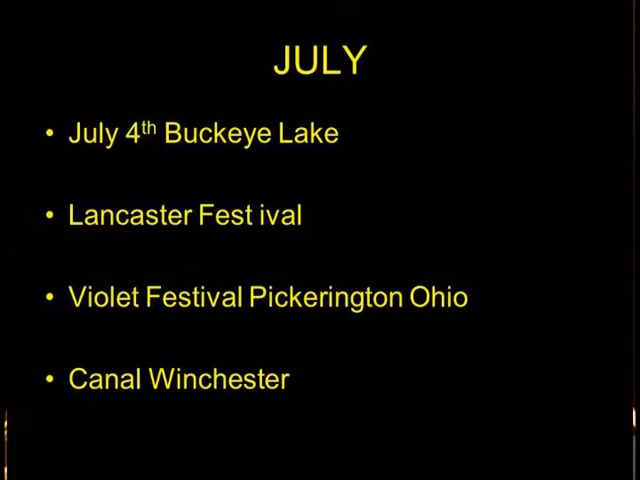 JULY
• July 4th Buckeye Lake
• Lancaster Fest ival
• Violet Festival Pickerington Ohio
• Canal Winchester